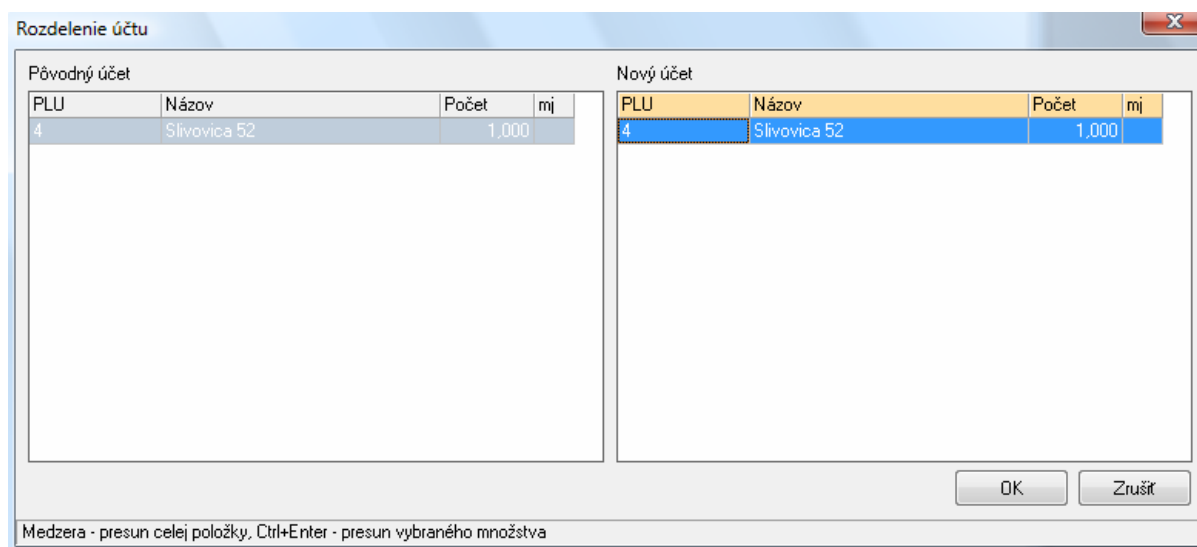 Rozdelenie účtu
Pôvodný účet
PLU Názov Počet mj
4 Slivovica 52 1,000
Nový účet
PLU Názov Počet mj
4 Slivovica 52 1,000
OK Zrušiť
Medzera - presun celej položky, Ctrl+Enter - presun vybraného množstva